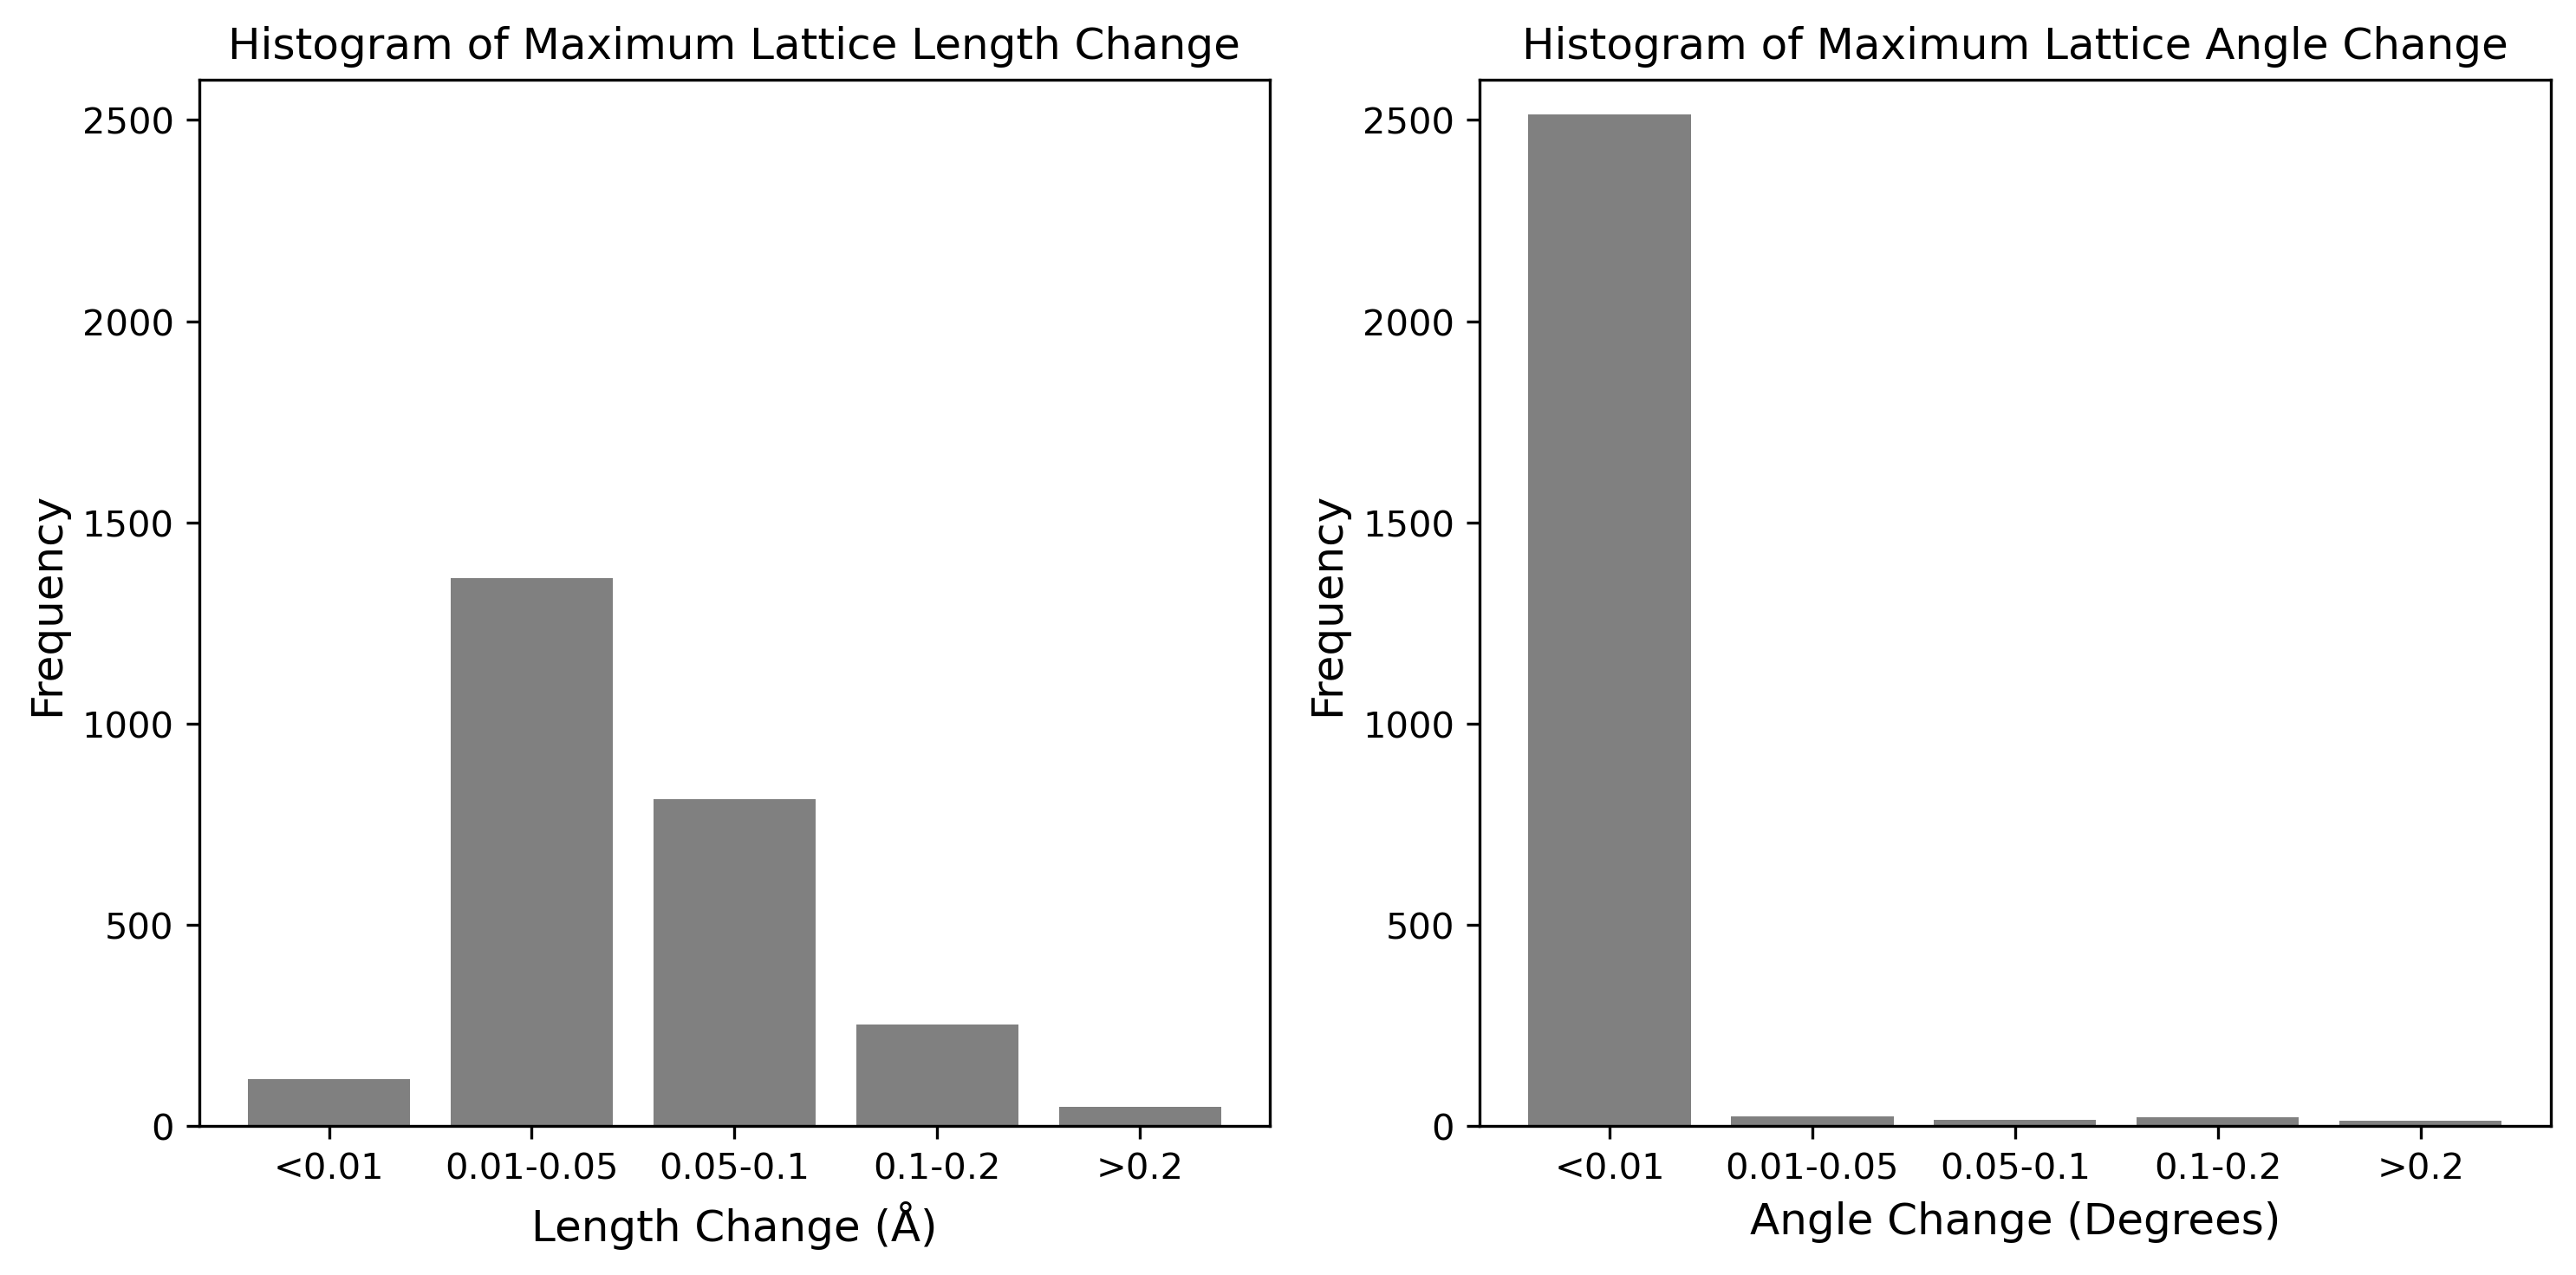 Histogram of Maximum Lattice Length Change
2500
2000
1500
1000
500
0
Frequency
<0.01 0.01-0.05 0.05-0.1 0.1-0.2 >0.2
Length Change (Å)
Histogram of Maximum Lattice Angle Change
2500
2000
1500
1000
500
0
Frequency
<0.01 0.01-0.05 0.05-0.1 0.1-0.2 >0.2
Angle Change (Degrees)